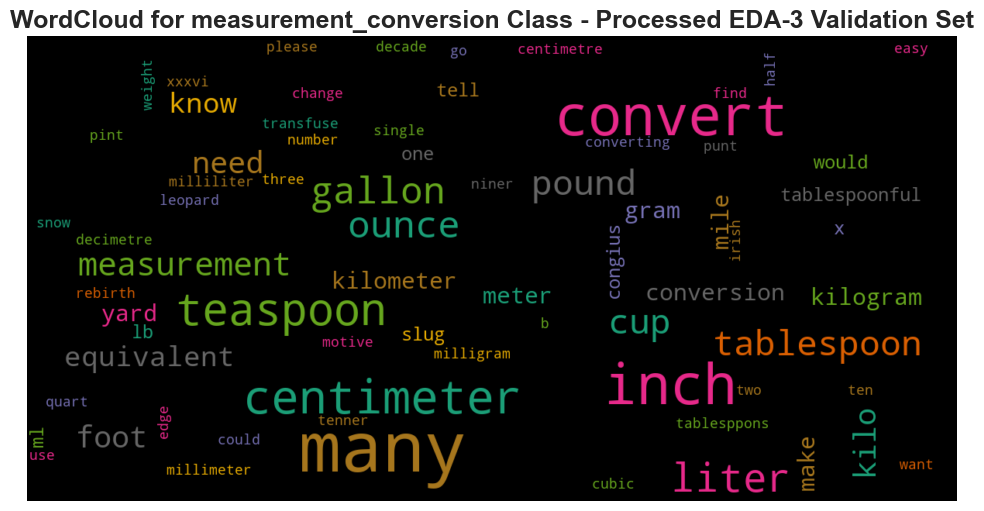 WordCloud for measurement_conversion Class - Processed EDA-3 Validation Set
please decade go centimetre easy
weight xxxvi half
know change tell find
convert
transfuse number single converting
pint one punt
need would
milliliter three niner pound tablespoonful
leopard gallon gram
snow ounce mile x
decimetre irish
measurement congius
rebirth kilometer meter conversion kilogram
yard teaspoon b
lb slug cup
motive tablespoon
equivalent milligram
centimeter inch two ten
quart
edge tenner tablesppons
ml foot could many kilo
use millimeter liter make want
cubic